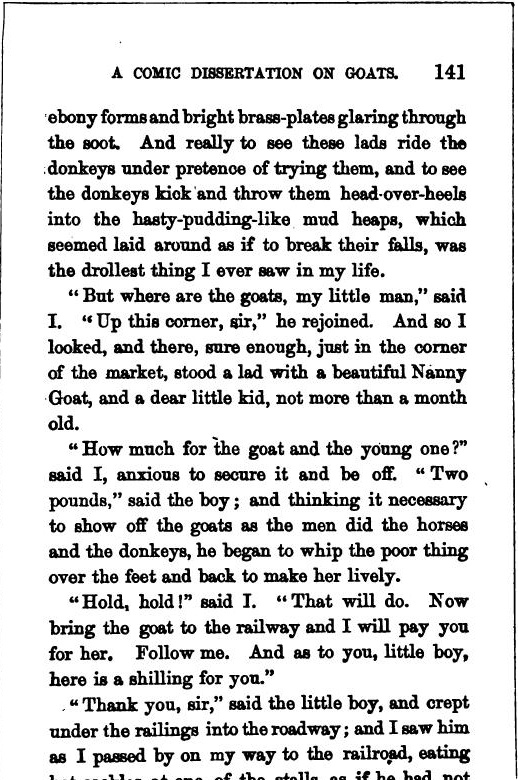 A COMIC DISSERTATION ON GOATS. 141
ebony forms and bright brass-plates glaring through
the soot. And really to see these lads ride the
donkeys under pretence of trying them, and to see
the donkeys kick and throw them head-over-heels
into the hasty-pudding-like mud heaps, which
seemed laid around as if to break their falls, was
the drollest thing I ever saw in my life.
“But where are the goats, my little man,” said
I. “Up this corner, sir,” he rejoined. And so I
looked, and there, sure enough, just in the corner
of the market, stood a lad with a beautiful Nanny
Goat, and a dear little kid, not more than a month
old.
“How much for the goat and the young one?”
said I, anxious to secure it and be off. “Two
pounds,” said the boy; and thinking it necessary
to show off the goats as the men did the horses
and the donkeys, he began to whip the poor thing
over the feet and back to make her lively.
“Hold, hold!” said I. “That will do. Now
bring the goat to the railway and I will pay you
for her. Follow me. And as to you, little boy,
here is a shilling for you.”
“Thank you, sir,” said the little boy, and crept
under the railings into the roadway; and I saw him
as I passed by on my way to the railroad, eating
at one of the stalls as if he had not